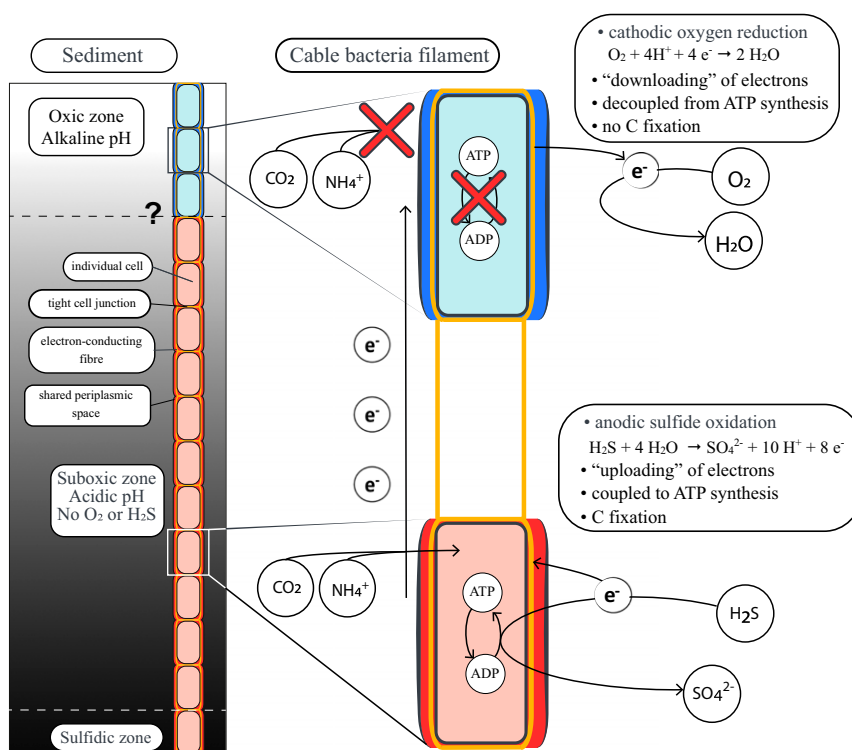 Sediment
Cable bacteria filament
Oxic zone
Alkaline pH
?
individual cell
tight cell junction
electron-conducting
fibre
shared periplasmic
space
Suboxic zone
Acidic pH
No O₂ or H₂S
Sulfidic zone
CO₂
NH₄⁺
ATP
ADP
e⁻
O₂
H₂O
• cathodic oxygen reduction
O₂ + 4H⁺ + 4 e⁻ → 2 H₂O
• “downloading” of electrons
• decoupled from ATP synthesis
• no C fixation
e⁻
e⁻
e⁻
• anodic sulfide oxidation
H₂S + 4 H₂O → SO₄²⁻ + 10 H⁺ + 8 e⁻
• “uploading” of electrons
• coupled to ATP synthesis
• C fixation
CO₂
NH₄⁺
ATP
ADP
e⁻
H₂S
SO₄²⁻